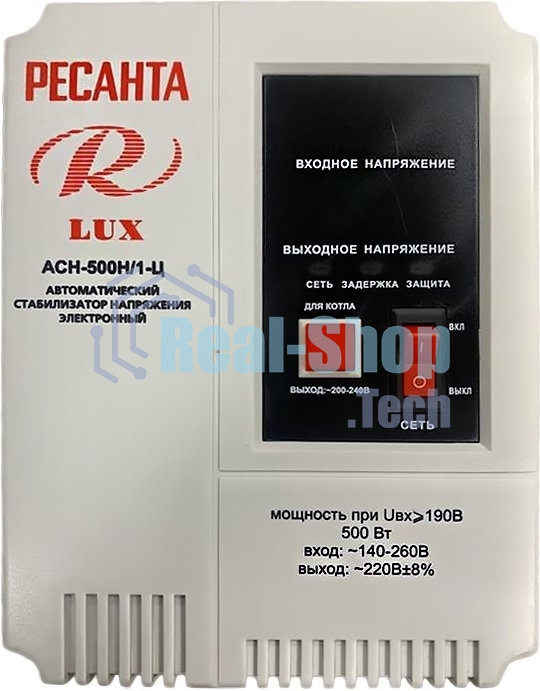 РЕСАНТА
R
LUX
АСН-500Н/1-Ц
АВТОМАТИЧЕСКИЙ
СТАБИЛИЗАТОР НАПРЯЖЕНИЯ
ЭЛЕКТРОННЫЙ
ВХОДНОЕ НАПРЯЖЕНИЕ
ВЫХОДНОЕ НАПРЯЖЕНИЕ
СЕТЬ ЗАДЕРЖКА ЗАЩИТА
ДЛЯ КОТЛА
ВЫХОД:~200-240В
ВКЛ
ВЫКЛ
СЕТЬ
Real-Shop
.Tech
мощность при Uвх⩾190В
500 Вт
вход: ~140-260В
выход: ~220В±8%